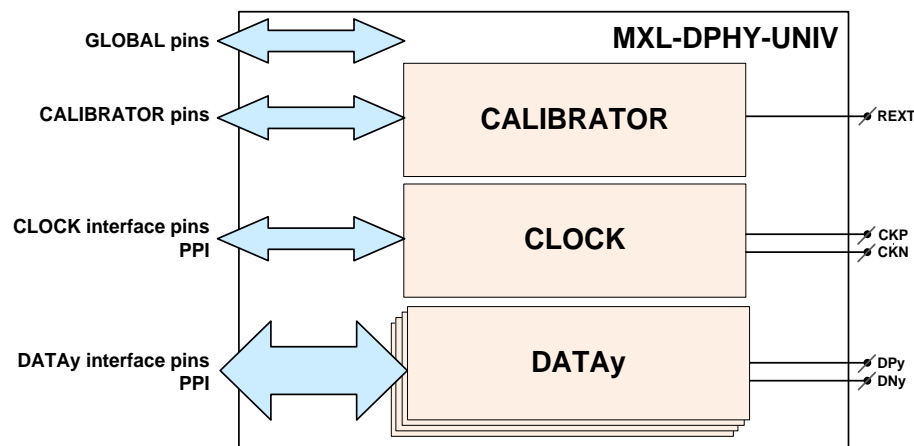 GLOBAL pins
MXL-DPHY-UNIV
CALIBRATOR pins
CALIBRATOR
REXT
CLOCK interface pins
PPI
CLOCK
CKP
CKN
DATAy interface pins
PPI
DATAy
DPy
DNy